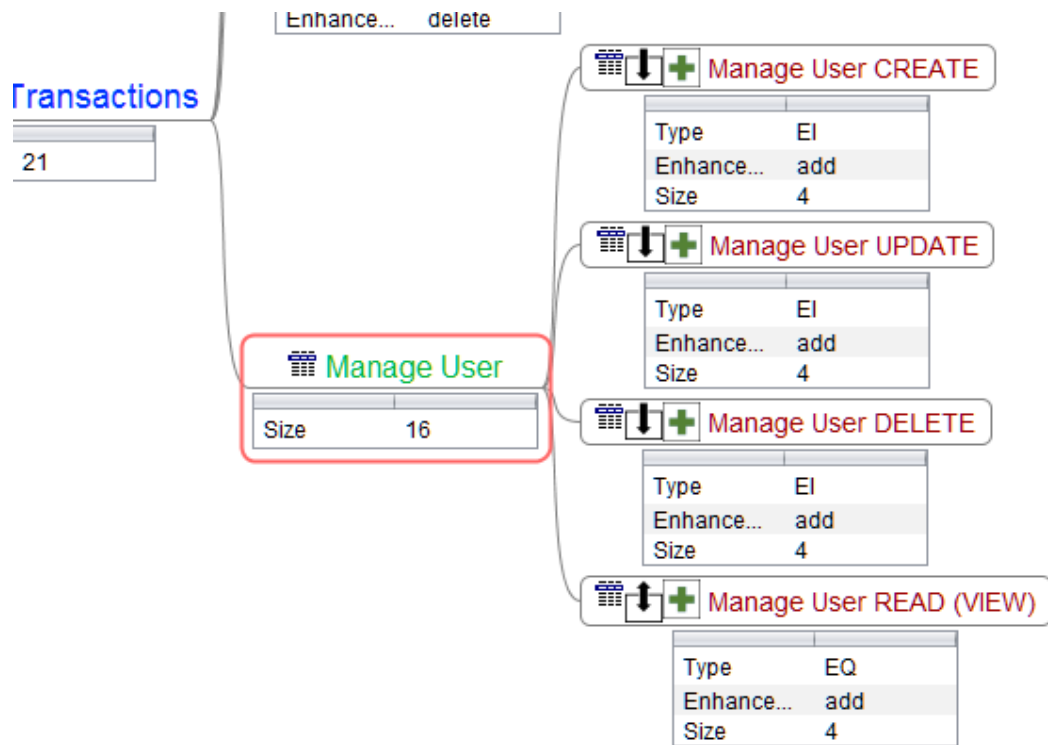 Enhance... delete
Transactions
21
Manage User
Size 16
Manage User CREATE
Type EI
Enhance... add
Size 4
Manage User UPDATE
Type EI
Enhance... add
Size 4
Manage User DELETE
Type EI
Enhance... add
Size 4
Manage User READ (VIEW)
Type EQ
Enhance... add
Size 4